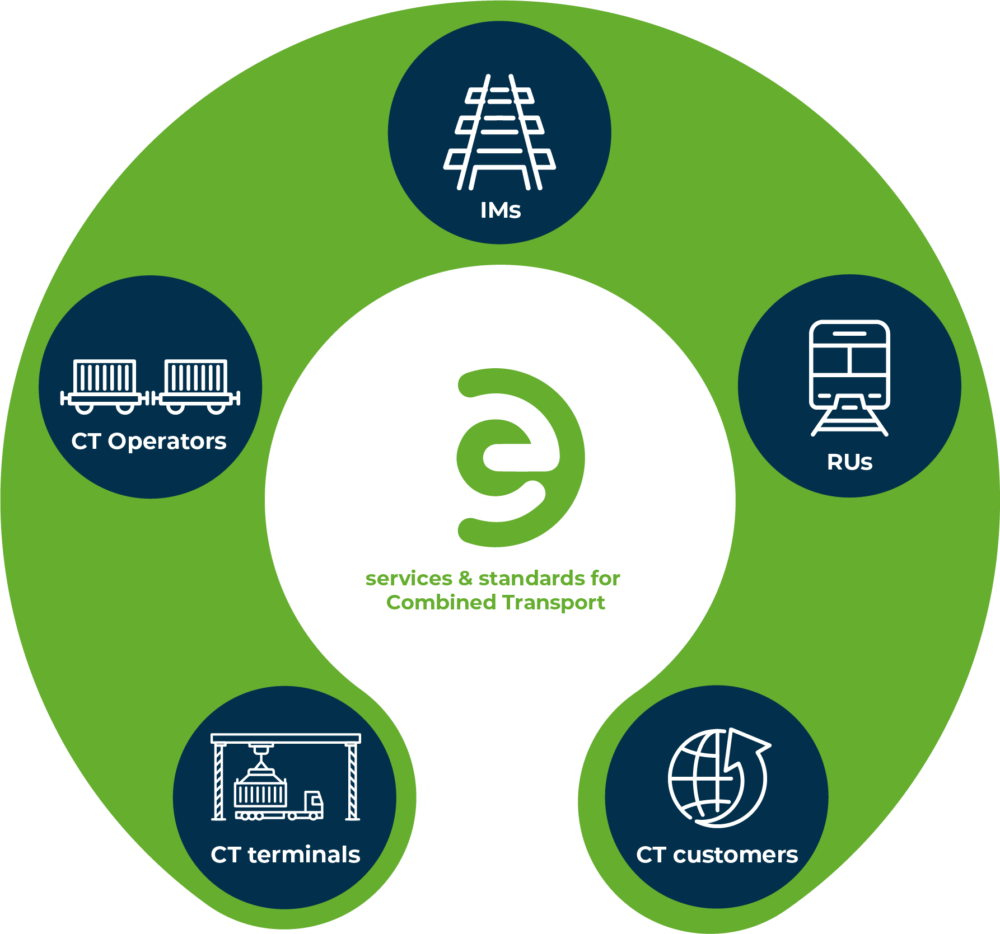 IMs
CT Operators
RUs
services & standards for
Combined Transport
CT terminals
CT customers